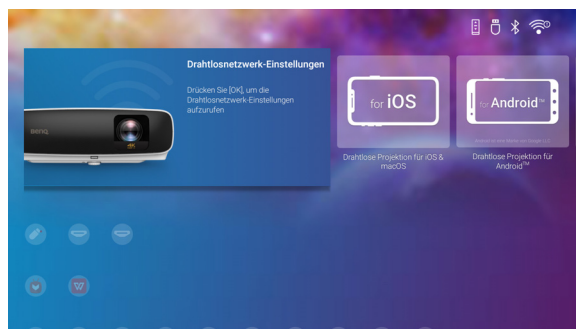 Drahtlosnetzwerk-Einstellungen
Drücken Sie [OK], um die
Drahtlosnetzwerk-Einstellungen
aufzurufen
BenQ
4K
for iOS
Drahtlose Projektion für iOS &
macOS
for Android™
Drahtlose Projektion für
Android™